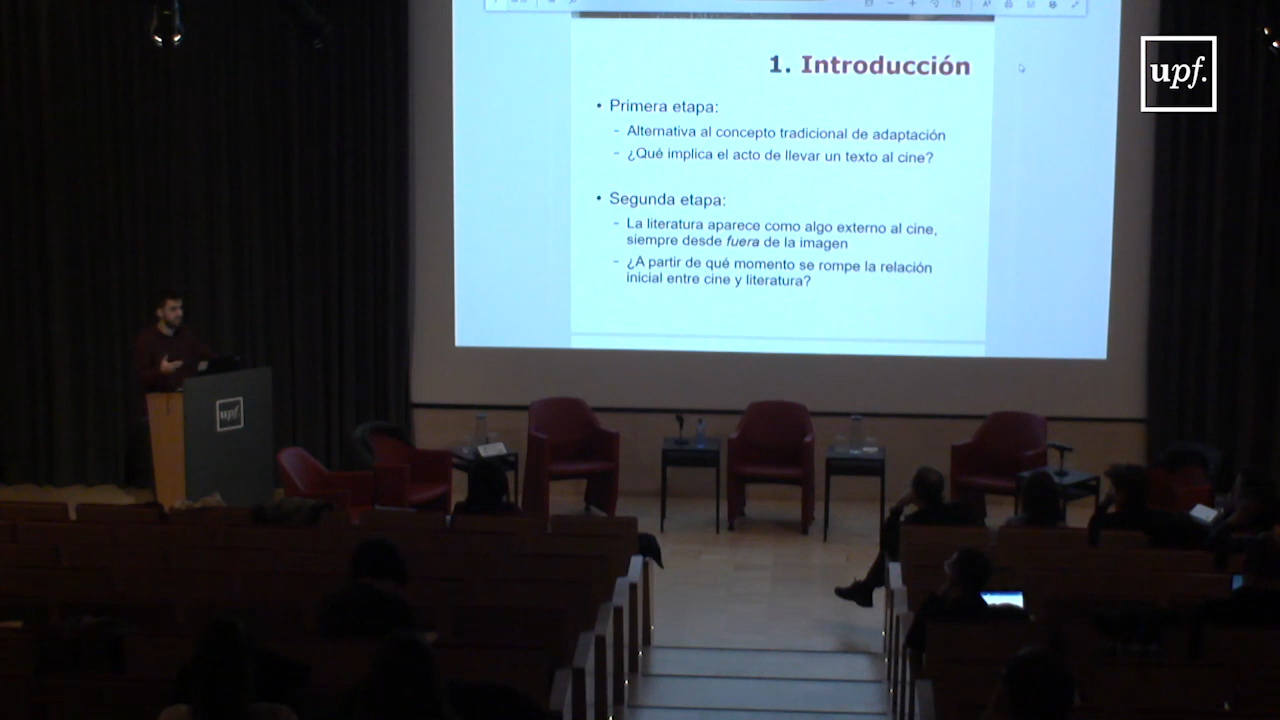 1. Introducción
• Primera etapa:
- Alternativa al concepto tradicional de adaptación
- ¿Qué implica el acto de llevar un texto al cine?
• Segunda etapa:
- La literatura aparece como algo externo al cine,
siempre desde fuera de la imagen
- ¿A partir de qué momento se rompe la relación
inicial entre cine y literatura?
upf.
upf.